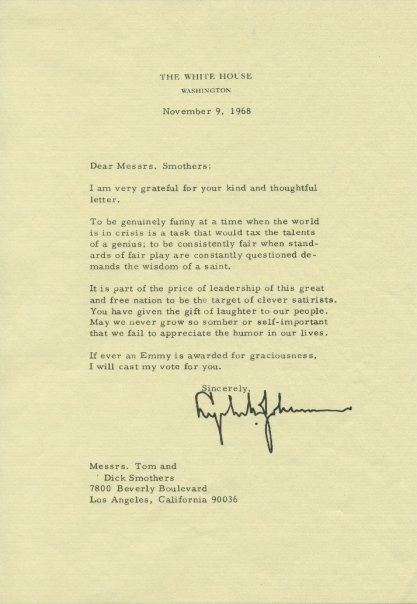 THE WHITE HOUSE
WASHINGTON
November 9, 1968
Dear Messrs. Smothers:
I am very grateful for your kind and thoughtful
letter.
To be genuinely funny at a time when the world
is in crisis is a task that would tax the talents
of a genius; to be consistently fair when stand-
ards of fair play are constantly questioned de-
mands the wisdom of a saint.
It is part of the price of leadership of this great
and free nation to be the target of clever satirists.
You have given the gift of laughter to our people.
May we never grow so somber or self-important
that we fail to appreciate the humor in our lives.
If ever an Emmy is awarded for graciousness,
I will cast my vote for you.
Sincerely,
Lyndon B. Johnson
Messrs. Tom and
Dick Smothers
7800 Beverly Boulevard
Los Angeles, California 90036